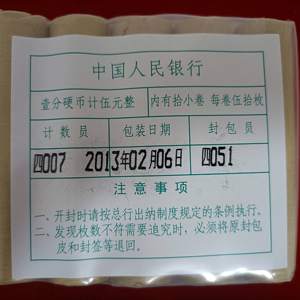 中国人民银行
壹分硬币计伍元整 内有拾小卷 每卷伍拾枚
计数员 包装日期 封包员
四007 2013年02月06日 四051
注意事项
一、开封时请按总行出纳制度规定的条例执行。
二、发现枚数不符需要追究时，必须将原封包
皮和封签等退回。